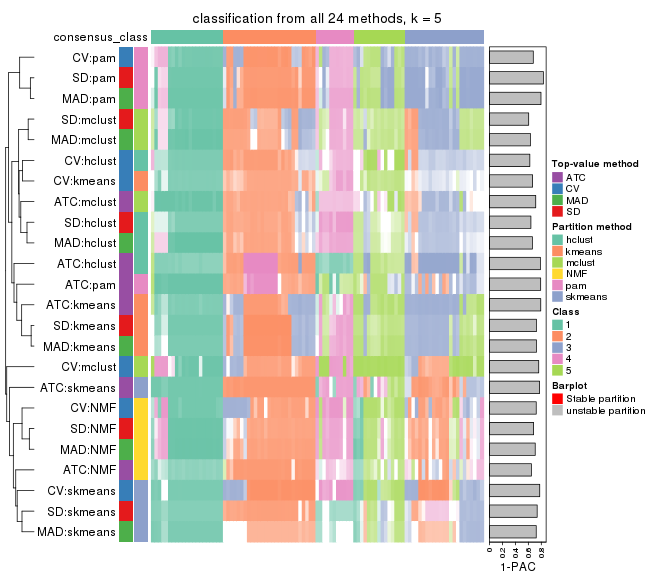 classification from all 24 methods, k = 5
consensus_class
CV:pam
SD:pam
MAD:pam
SD:mclust
MAD:mclust
CV:hclust
CV:kmeans
ATC:mclust
SD:hclust
MAD:hclust
ATC:hclust
ATC:pam
ATC:kmeans
SD:kmeans
MAD:kmeans
CV:mclust
ATC:skmeans
CV:NMF
SD:NMF
MAD:NMF
ATC:NMF
CV:skmeans
SD:skmeans
MAD:skmeans
0
0.2
0.4
0.6
0.8
1-PAC
Top-value method
ATC
CV
MAD
SD
Partition method
hclust
kmeans
mclust
NMF
pam
skmeans
Class
1
2
3
4
5
Barplot
Stable partition
unstable partition